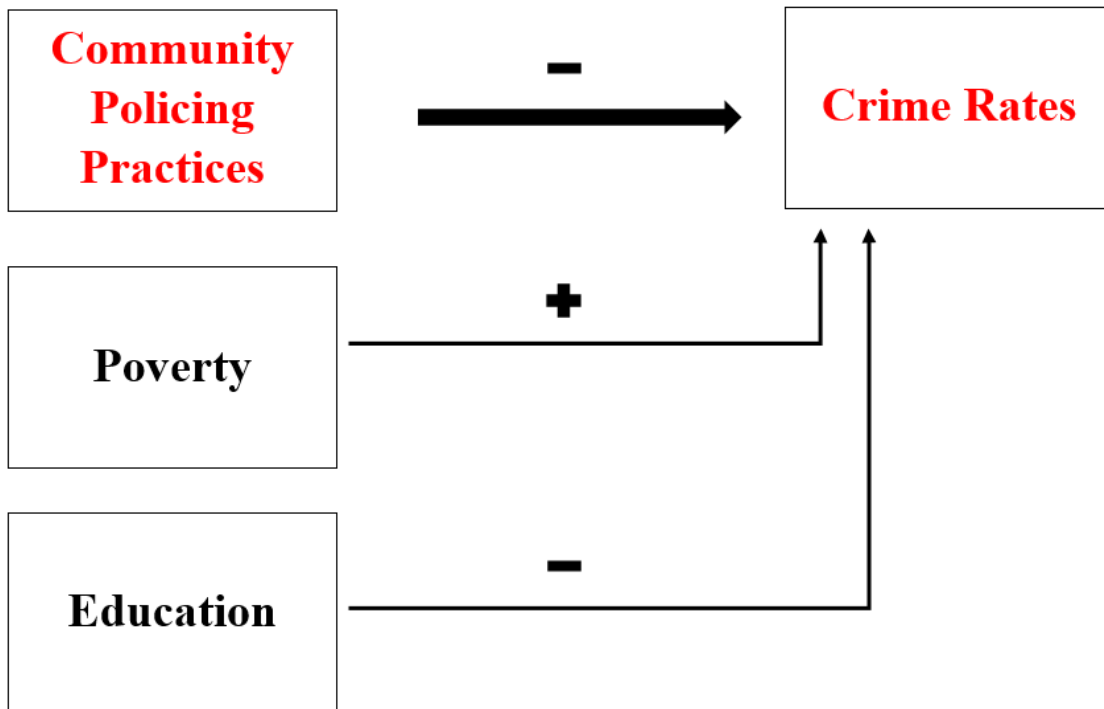 Community
Policing
Practices
-
Crime Rates
+
Poverty
-
Education